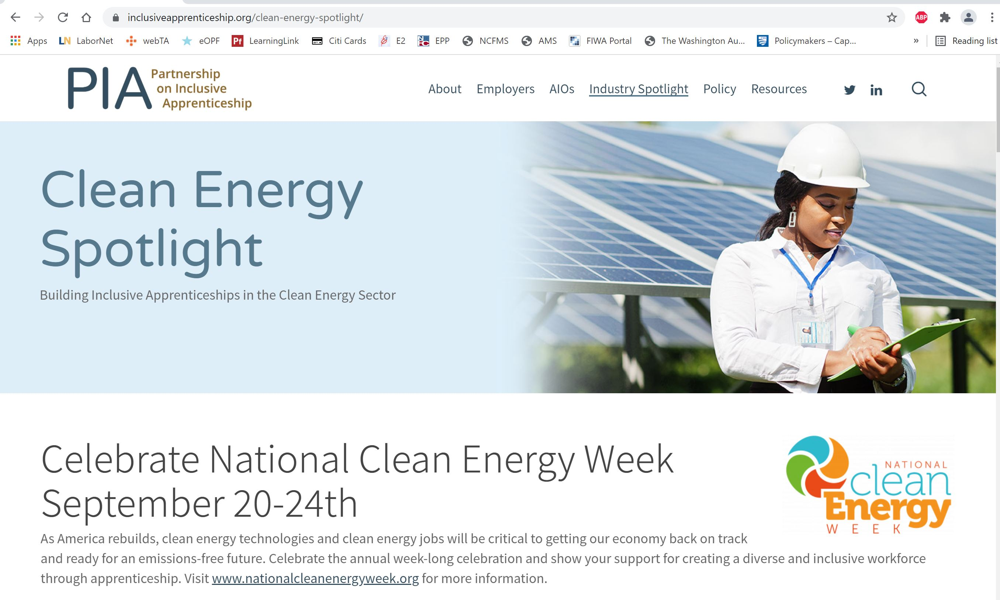 inclusiveapprenticeship.org/clean-energy-spotlight/
ABP
Apps LN LaborNet webTA eOPF Pf LearningLink Citi Cards E2 EPP NCFMS AMS FIWA Portal The Washington Au... Policymakers – Cap... » Reading list
PIA Partnership
on Inclusive
Apprenticeship
About Employers AIOs Industry Spotlight Policy Resources in
Clean Energy
Spotlight
Building Inclusive Apprenticeships in the Clean Energy Sector
Celebrate National Clean Energy Week
September 20-24th
NATIONAL
clean
Energy
WEEK
As America rebuilds, clean energy technologies and clean energy jobs will be critical to getting our economy back on track
and ready for an emissions-free future. Celebrate the annual week-long celebration and show your support for creating a diverse and inclusive workforce
through apprenticeship. Visit www.nationalcleanenergyweek.org for more information.